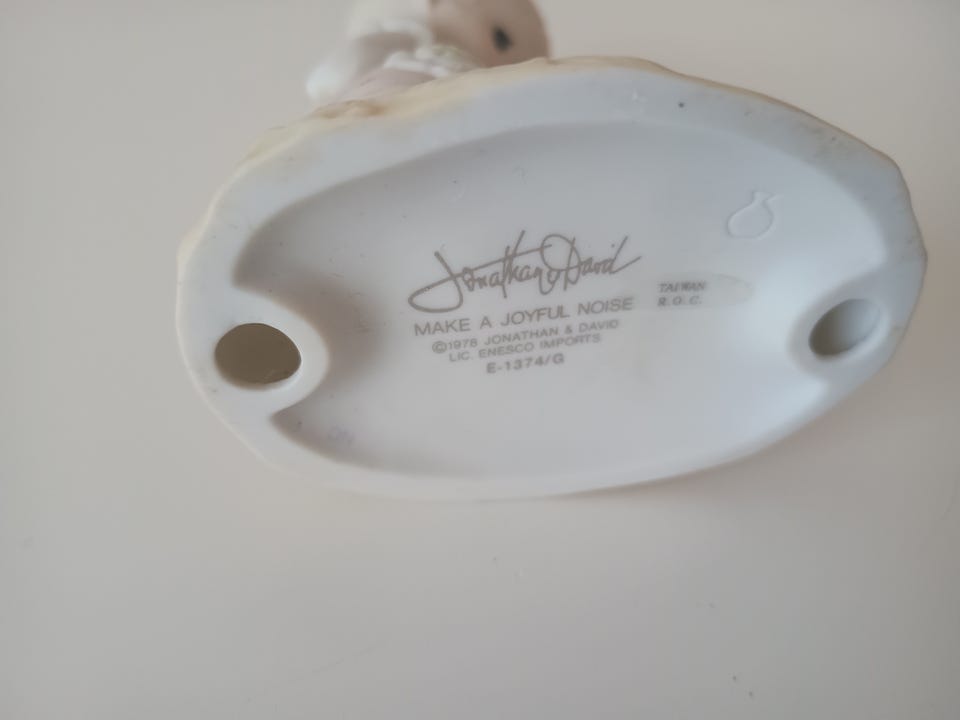 Jonathan & David
MAKE A JOYFUL NOISE
©1978 JONATHAN & DAVID
LIC. ENESCO IMPORTS
E-1374/G
TAIWAN
R.O.C.